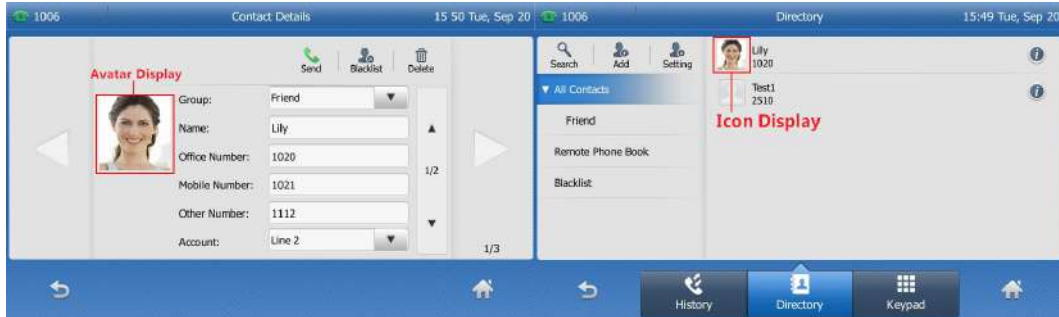 1006 Contact Details 15 50 Tue, Sep 20
Send Blacklist Delete
Avatar Display
Group: Friend
Name: Lily
Office Number: 1020
1/2
Mobile Number: 1021
Other Number: 1112
Account: Line 2
1/3
1006 Directory 15:49 Tue, Sep 20
Search Add Setting
Lily
1020
All Contacts
Test1
2510
Icon Display
Friend
Remote Phone Book
Blacklist
History Directory Keypad